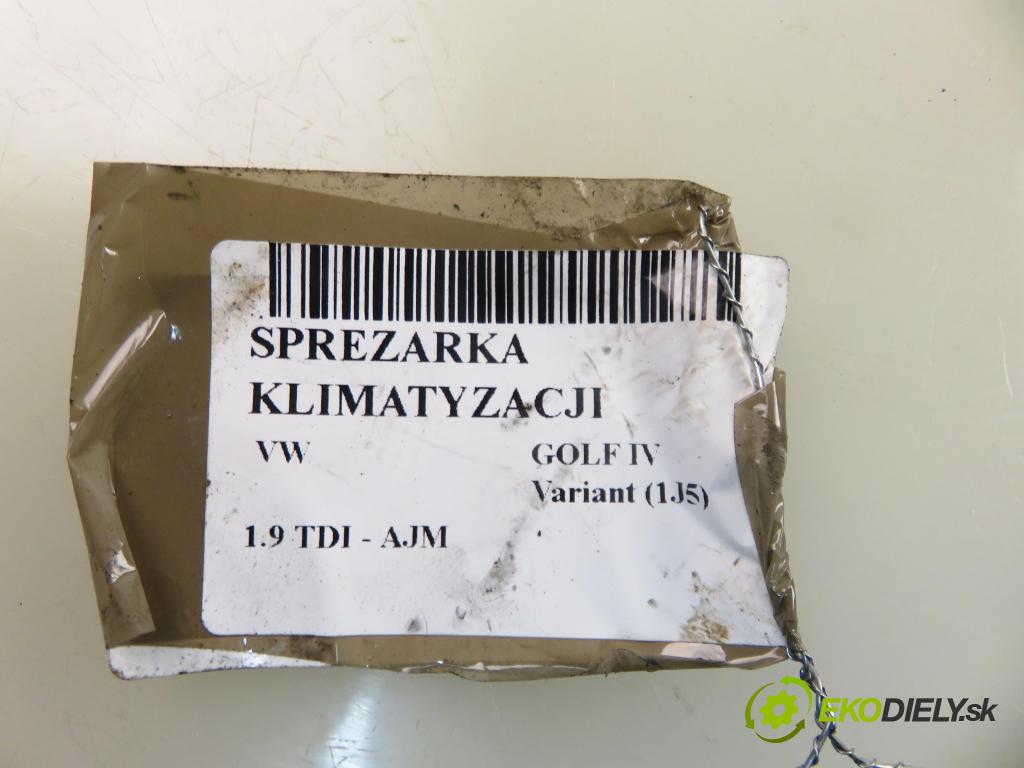 SPREZARKA
KLIMATYZACJI
VW GOLF IV
Variant (1J5)
1.9 TDI - AJM
EKODIELY.sk